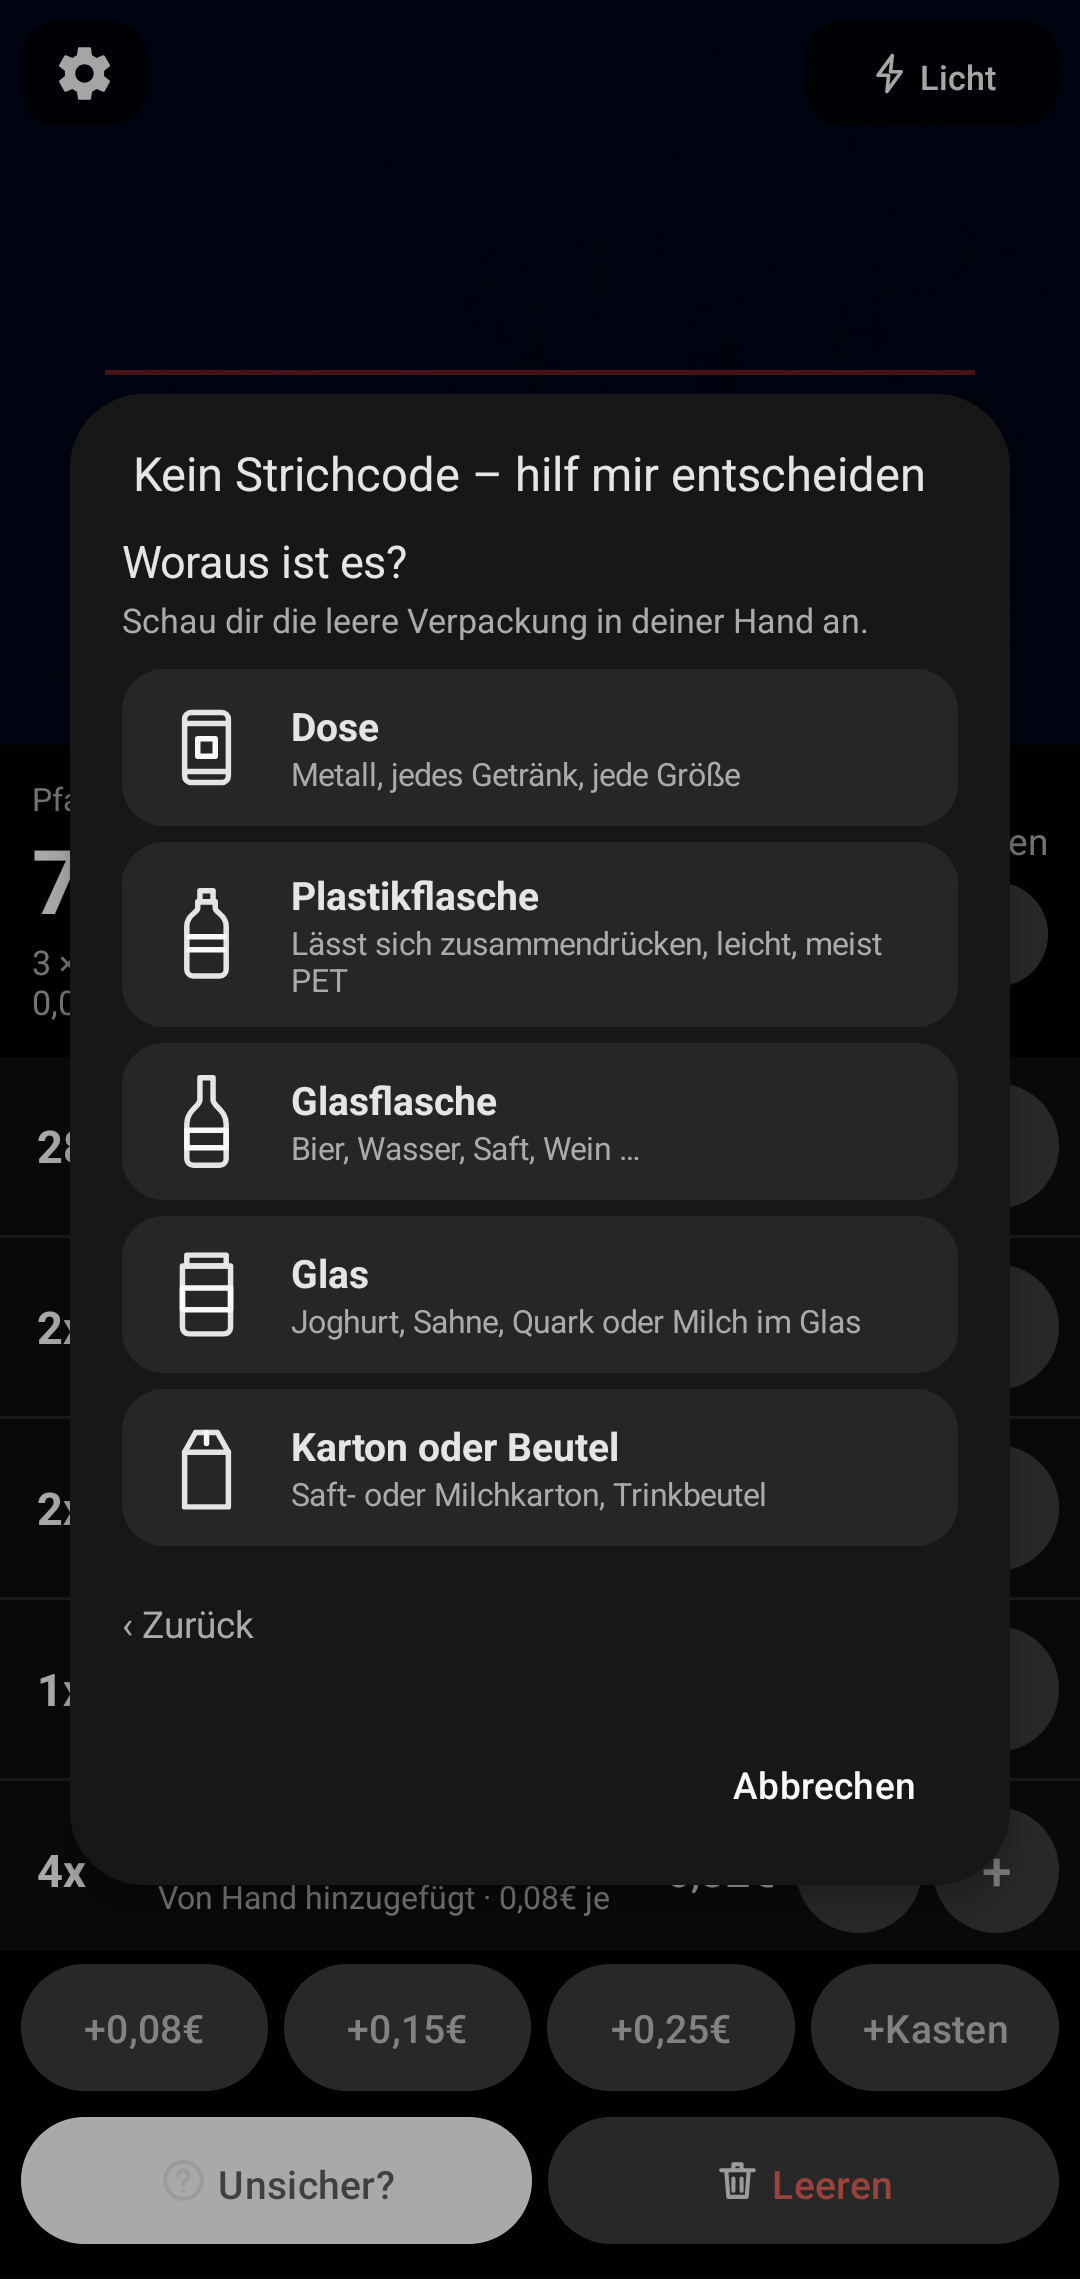 Licht
Kein Strichcode – hilf mir entscheiden
Woraus ist es?
Schau dir die leere Verpackung in deiner Hand an.
Dose
Metall, jedes Getränk, jede Größe
Plastikflasche
Lässt sich zusammendrücken, leicht, meist
PET
Glasflasche
Bier, Wasser, Saft, Wein ...
Glas
Joghurt, Sahne, Quark oder Milch im Glas
Karton oder Beutel
Saft- oder Milchkarton, Trinkbeutel
‹ Zurück
Abbrechen
3 ×
4x
+
Von Hand hinzugefügt · 0,08€ je
+0,08€
+0,15€
+0,25€
+Kasten
Unsicher?
Leeren